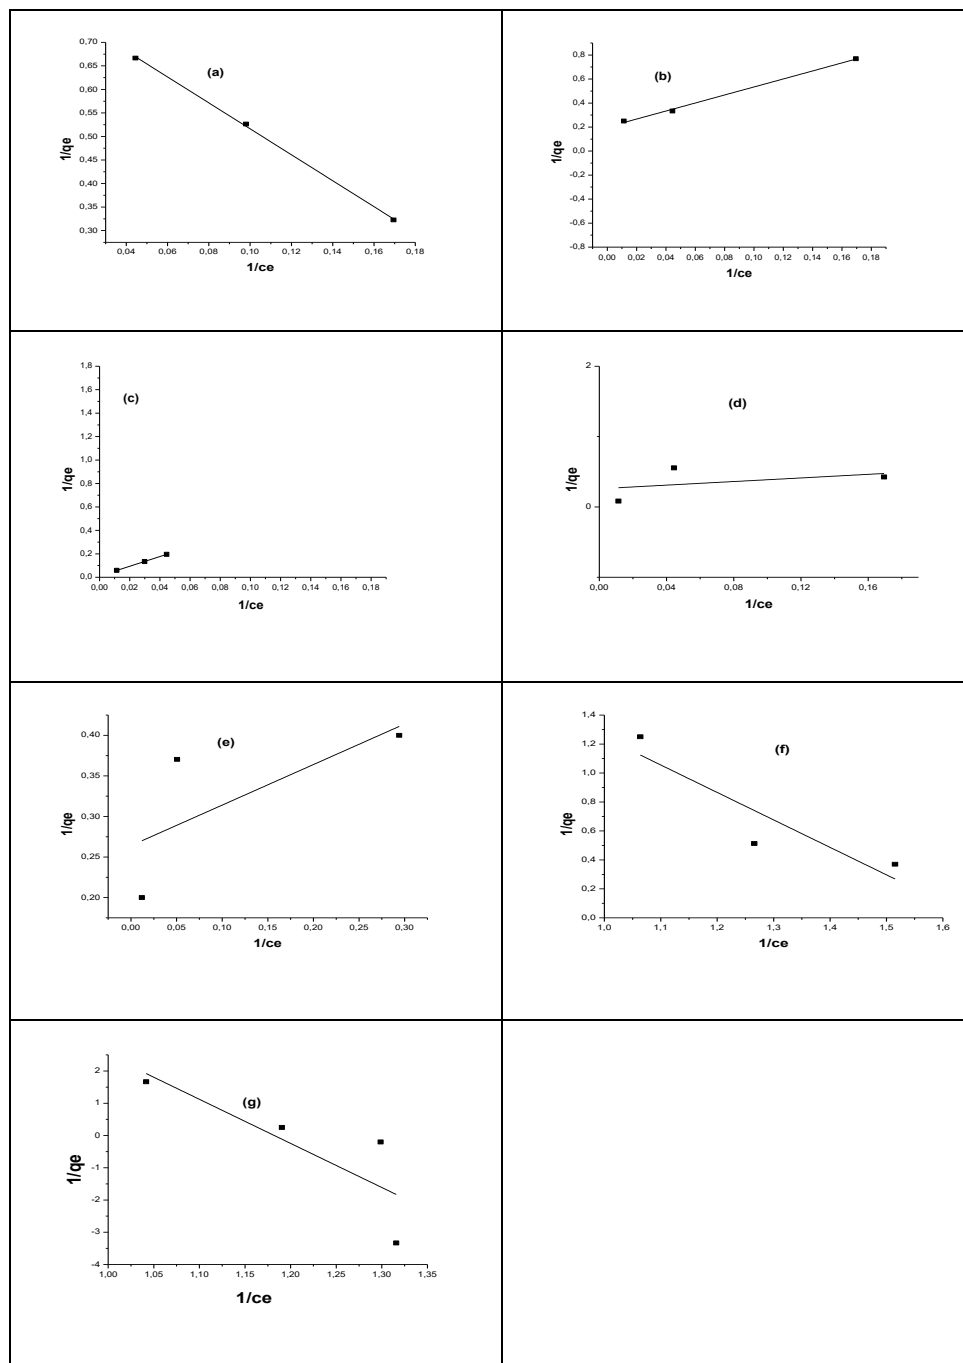 0,70
0,65
0,60
0,55
0,50
0,45
0,40
0,35
0,30
1/qe
(a)
0,04 0,06 0,08 0,10 0,12 0,14 0,16 0,18
1/ce
0,8
0,6
0,4
0,2
0,0
-0,2
-0,4
-0,6
-0,8
1/qe
(b)
0,00 0,02 0,04 0,06 0,08 0,10 0,12 0,14 0,16 0,18
1/ce
1,8
1,6
1,4
1,2
1,0
0,8
0,6
0,4
0,2
0,0
1/qe
(c)
0,00 0,02 0,04 0,06 0,08 0,10 0,12 0,14 0,16 0,18
1/ce
2
0
1/qe
(d)
0,00 0,04 0,08 0,12 0,16
1/ce
0,40
0,35
0,30
0,25
0,20
1/qe
(e)
0,00 0,05 0,10 0,15 0,20 0,25 0,30
1/ce
1,4
1,2
1,0
0,8
0,6
0,4
0,2
0,0
1/qe
(f)
1,0 1,1 1,2 1,3 1,4 1,5 1,6
1/ce
2
1
0
-1
-2
-3
-4
1/qe
(g)
1,00 1,05 1,10 1,15 1,20 1,25 1,30 1,35
1/ce